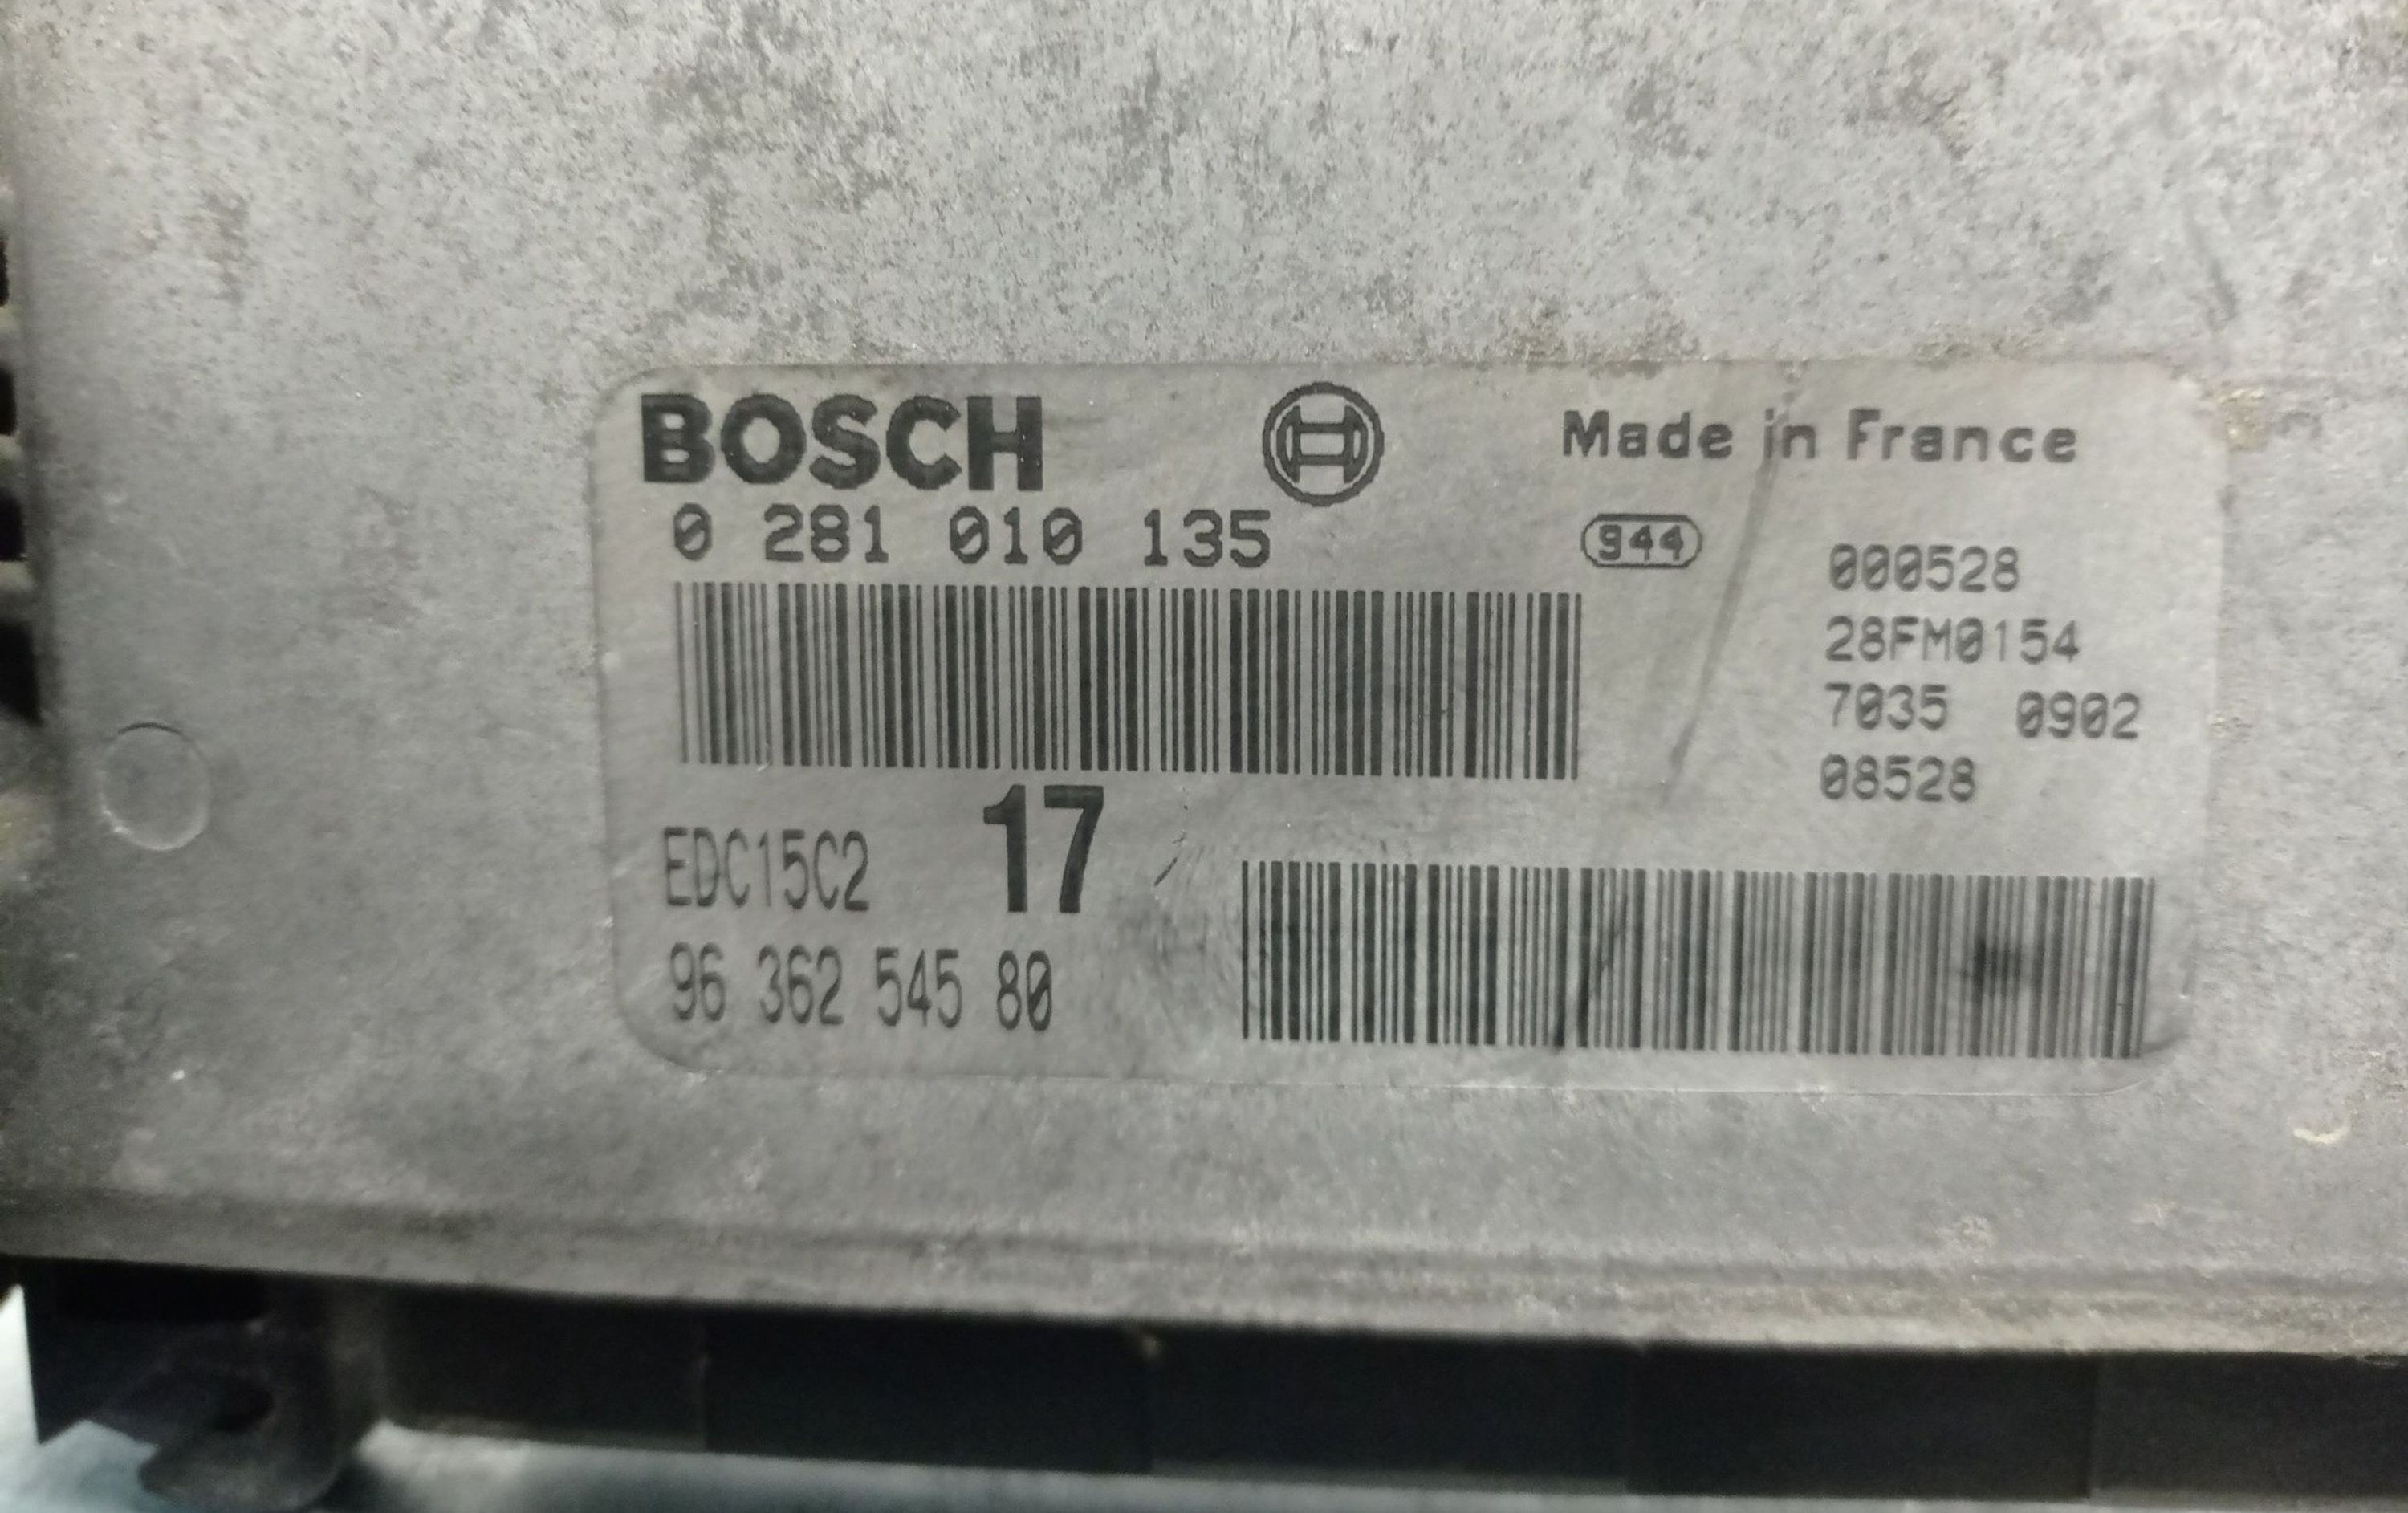 BOSCH
Made in France
0 281 010 135
944
000528
28FM0154
7035 0902
08528
EDC15C2 17
96 362 545 80